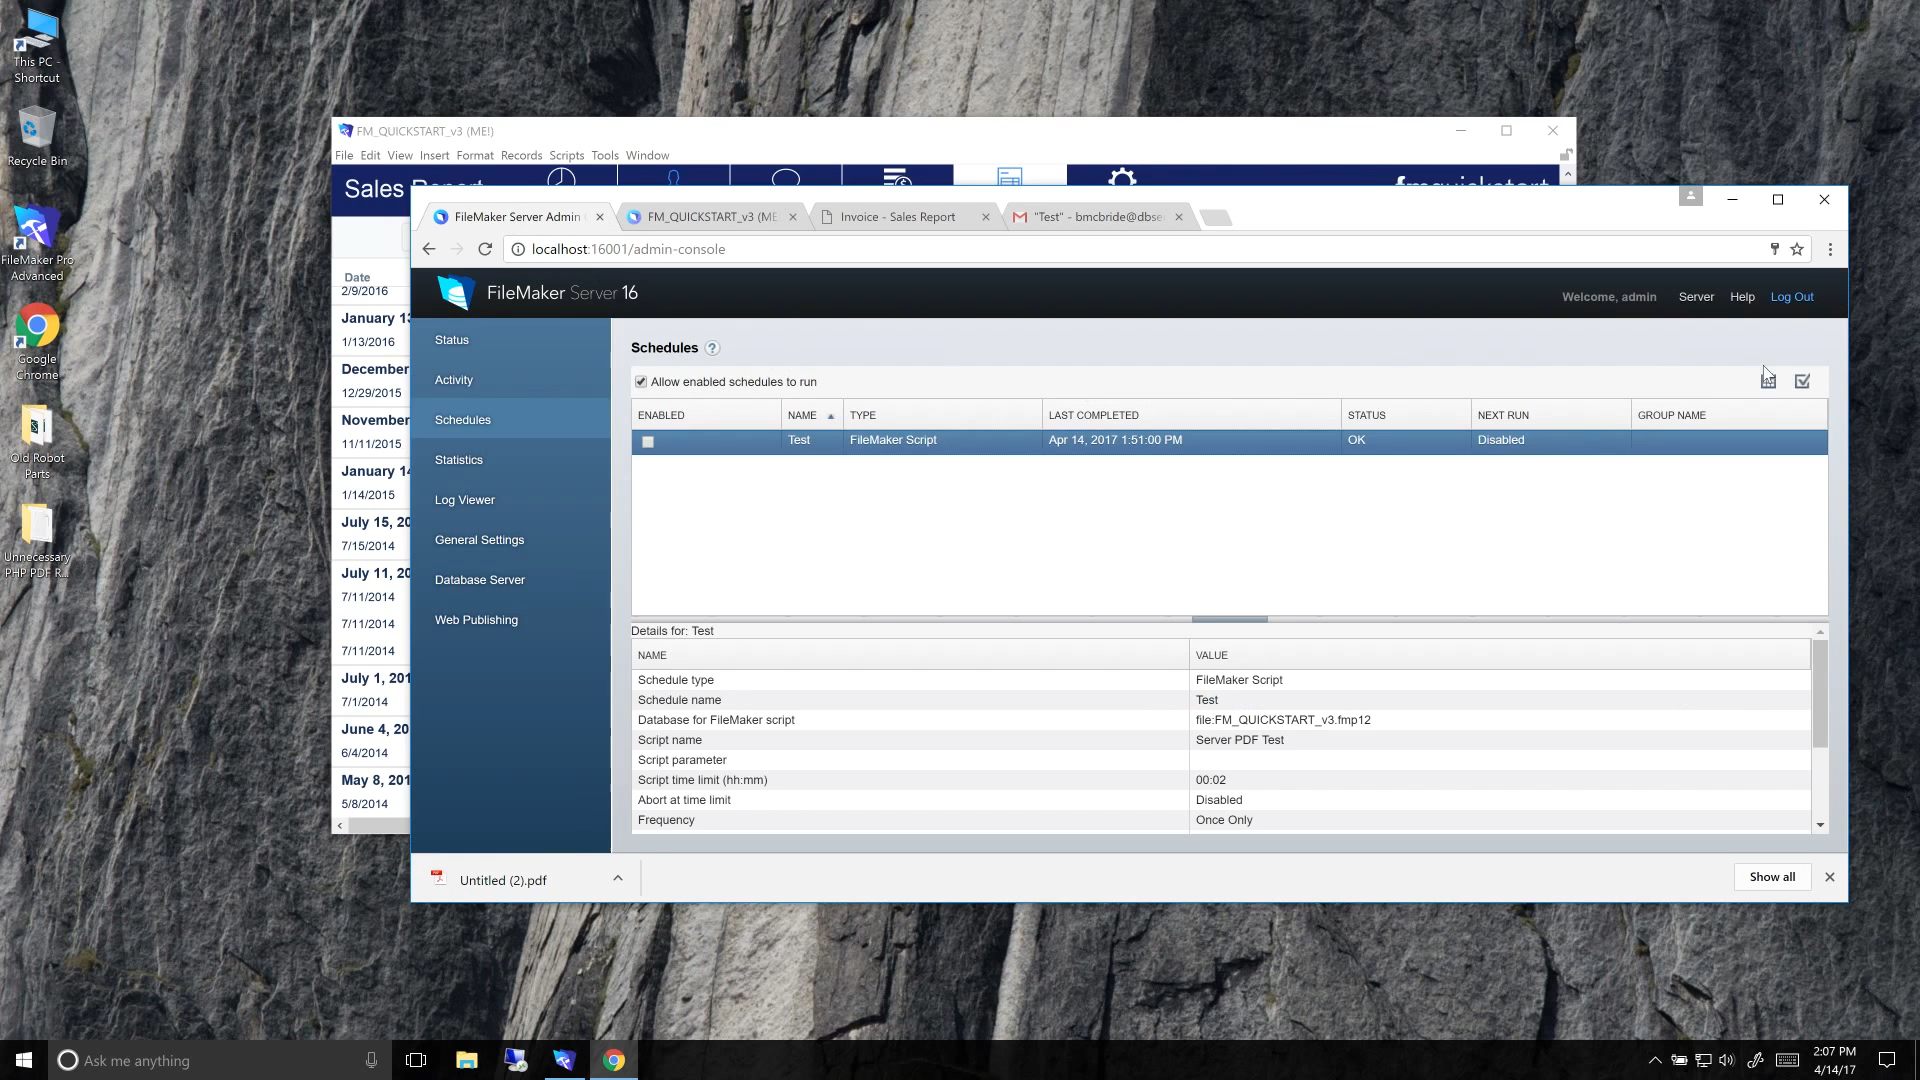 This PC -
Shortcut
Recycle Bin
FileMaker Pro
Advanced
Google
Chrome
Old Robot
Parts
Unnecessary
PHP PDF R...
FM_QUICKSTART_v3 (ME!)
File Edit View Insert Format Records Scripts Tools Window
Sales Report
fmquickstart
Date
2/9/2016
January 13
1/13/2016
December
12/29/2015
November
11/11/2015
January 14
1/14/2015
July 15, 20
7/15/2014
July 11, 20
7/11/2014
7/11/2014
7/11/2014
July 1, 201
7/1/2014
June 4, 20
6/4/2014
May 8, 201
5/8/2014
FileMaker Server Admin
FM_QUICKSTART_v3 (ME
Invoice - Sales Report
"Test" - bmcbride@dbse
localhost:16001/admin-console
FileMaker Server 16
Welcome, admin Server Help Log Out
Status
Activity
Schedules
Statistics
Log Viewer
General Settings
Database Server
Web Publishing
Schedules ?
Allow enabled schedules to run
ENABLED NAME TYPE LAST COMPLETED STATUS NEXT RUN GROUP NAME
Test FileMaker Script Apr 14, 2017 1:51:00 PM OK Disabled
Details for: Test
NAME VALUE
Schedule type FileMaker Script
Schedule name Test
Database for FileMaker script file:FM_QUICKSTART_v3.fmp12
Script name Server PDF Test
Script parameter
Script time limit (hh:mm) 00:02
Abort at time limit Disabled
Frequency Once Only
Untitled (2).pdf
Show all
Ask me anything
2:07 PM
4/14/17